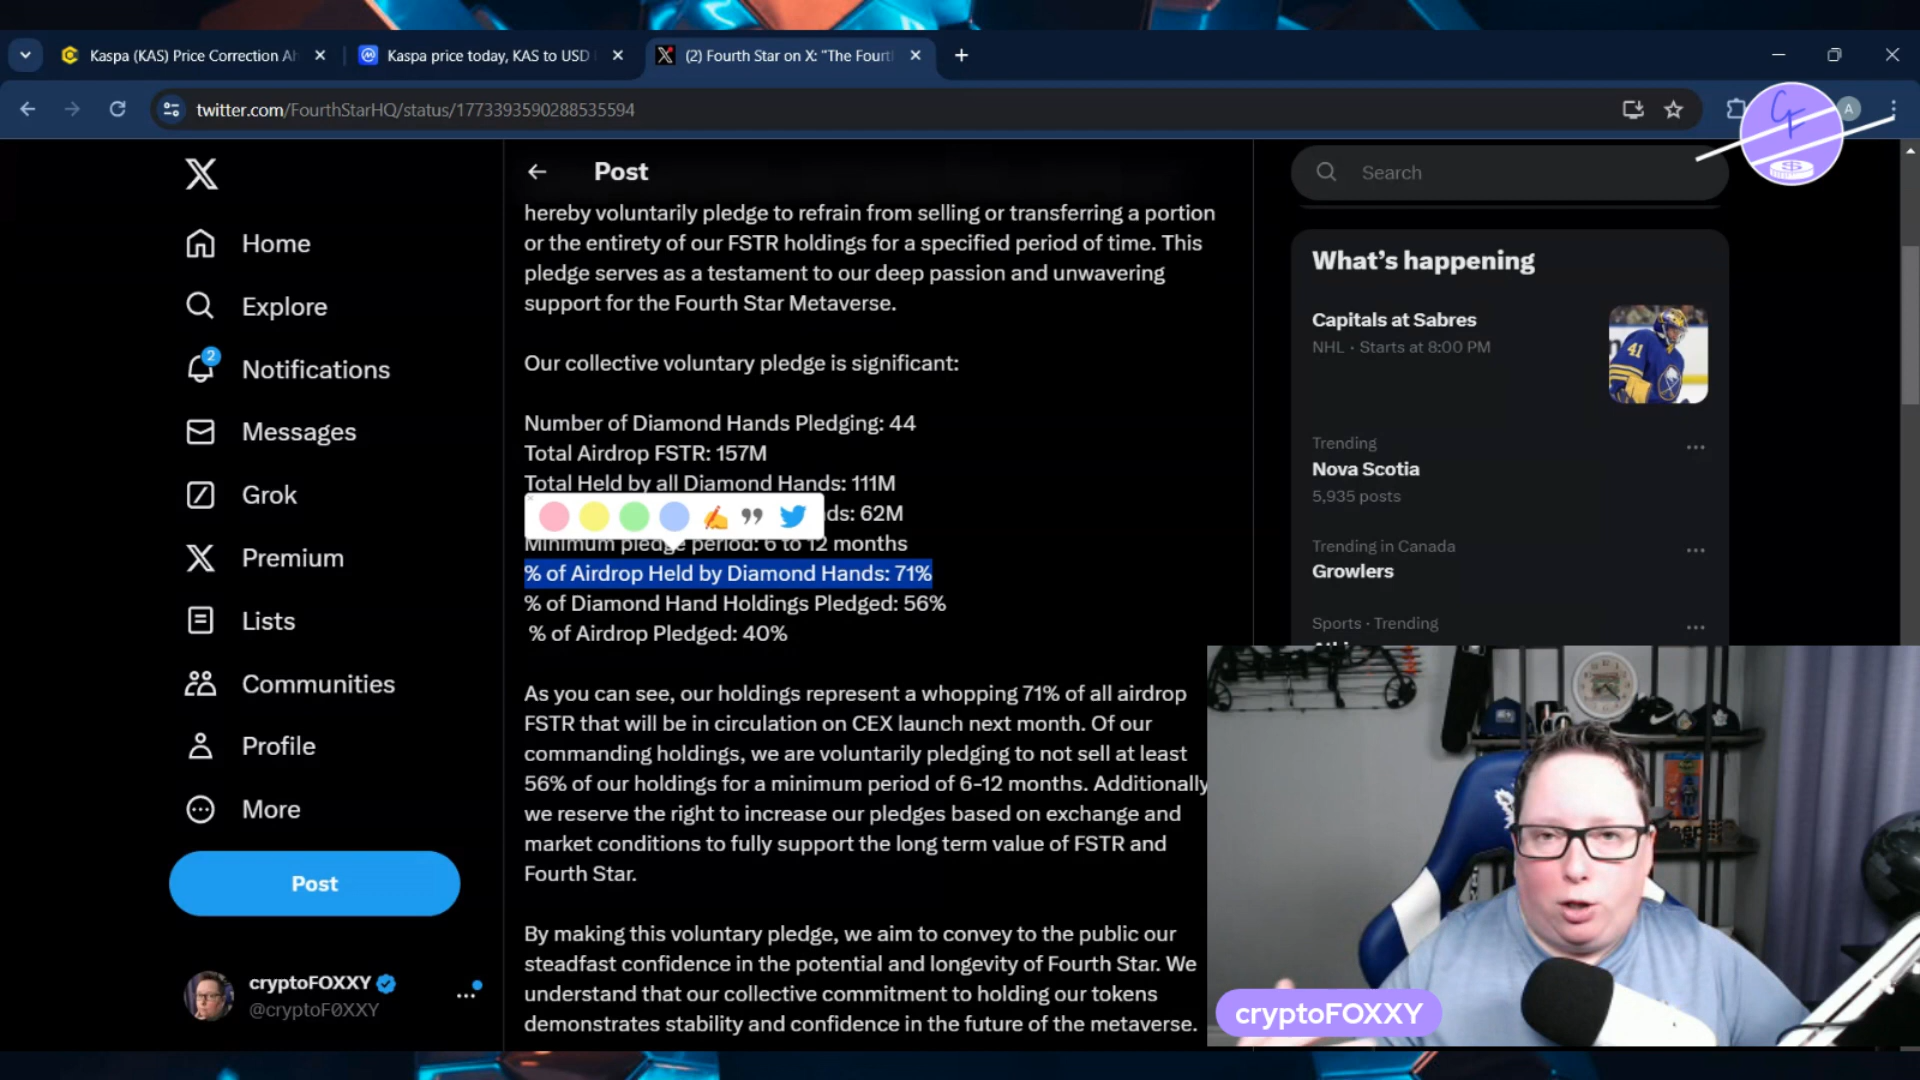 Kaspa (KAS) Price Correction Ah
Kaspa price today, KAS to USD
(2) Fourth Star on X: "The Fourt
twitter.com/FourthStarHQ/status/1773393590288535594
A
Home
Explore
2
Notifications
Messages
Grok
Premium
Lists
Communities
Profile
More
Post
cryptoFOXXY
@cryptoF0XXY
Post
hereby voluntarily pledge to refrain from selling or transferring a portion
or the entirety of our FSTR holdings for a specified period of time. This
pledge serves as a testament to our deep passion and unwavering
support for the Fourth Star Metaverse.
Our collective voluntary pledge is significant:
Number of Diamond Hands Pledging: 44
Total Airdrop FSTR: 157M
Total Held by all Diamond Hands: 111M
ds: 62M
Minimum pledge period: 6 to 12 months
% of Airdrop Held by Diamond Hands: 71%
% of Diamond Hand Holdings Pledged: 56%
% of Airdrop Pledged: 40%
As you can see, our holdings represent a whopping 71% of all airdrop
FSTR that will be in circulation on CEX launch next month. Of our
commanding holdings, we are voluntarily pledging to not sell at least
56% of our holdings for a minimum period of 6-12 months. Additionally
we reserve the right to increase our pledges based on exchange and
market conditions to fully support the long term value of FSTR and
Fourth Star.
By making this voluntary pledge, we aim to convey to the public our
steadfast confidence in the potential and longevity of Fourth Star. We
understand that our collective commitment to holding our tokens
demonstrates stability and confidence in the future of the metaverse.
Search
What's happening
Capitals at Sabres
NHL · Starts at 8:00 PM
41
Trending
Nova Scotia
5,935 posts
Trending in Canada
Growlers
Sports · Trending
cryptoFOXXY